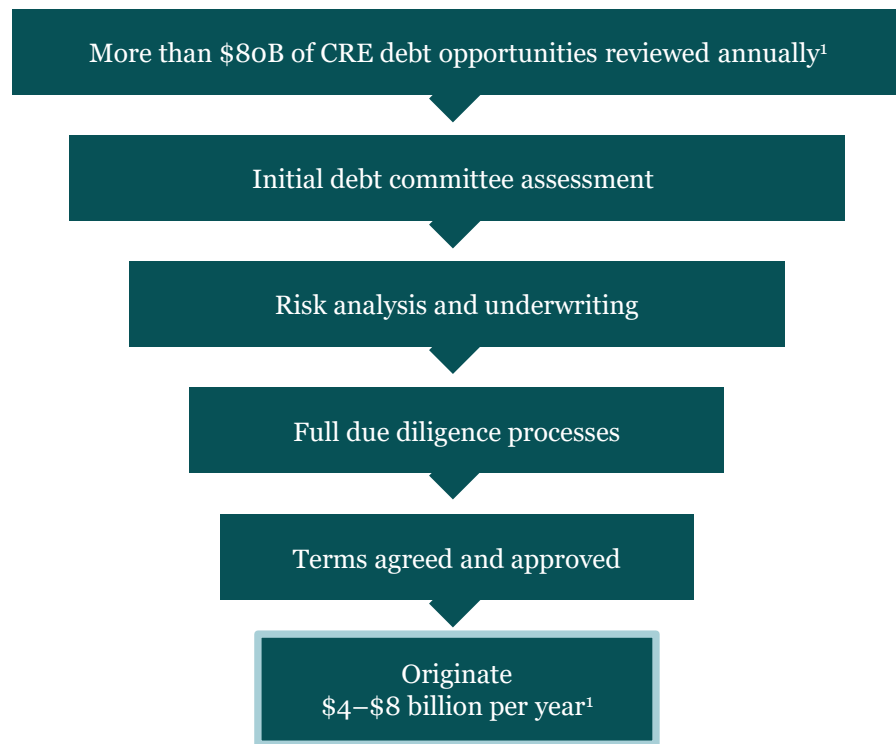 More than $80B of CRE debt opportunities reviewed annually¹
Initial debt committee assessment
Risk analysis and underwriting
Full due diligence processes
Terms agreed and approved
Originate
$4–$8 billion per year¹